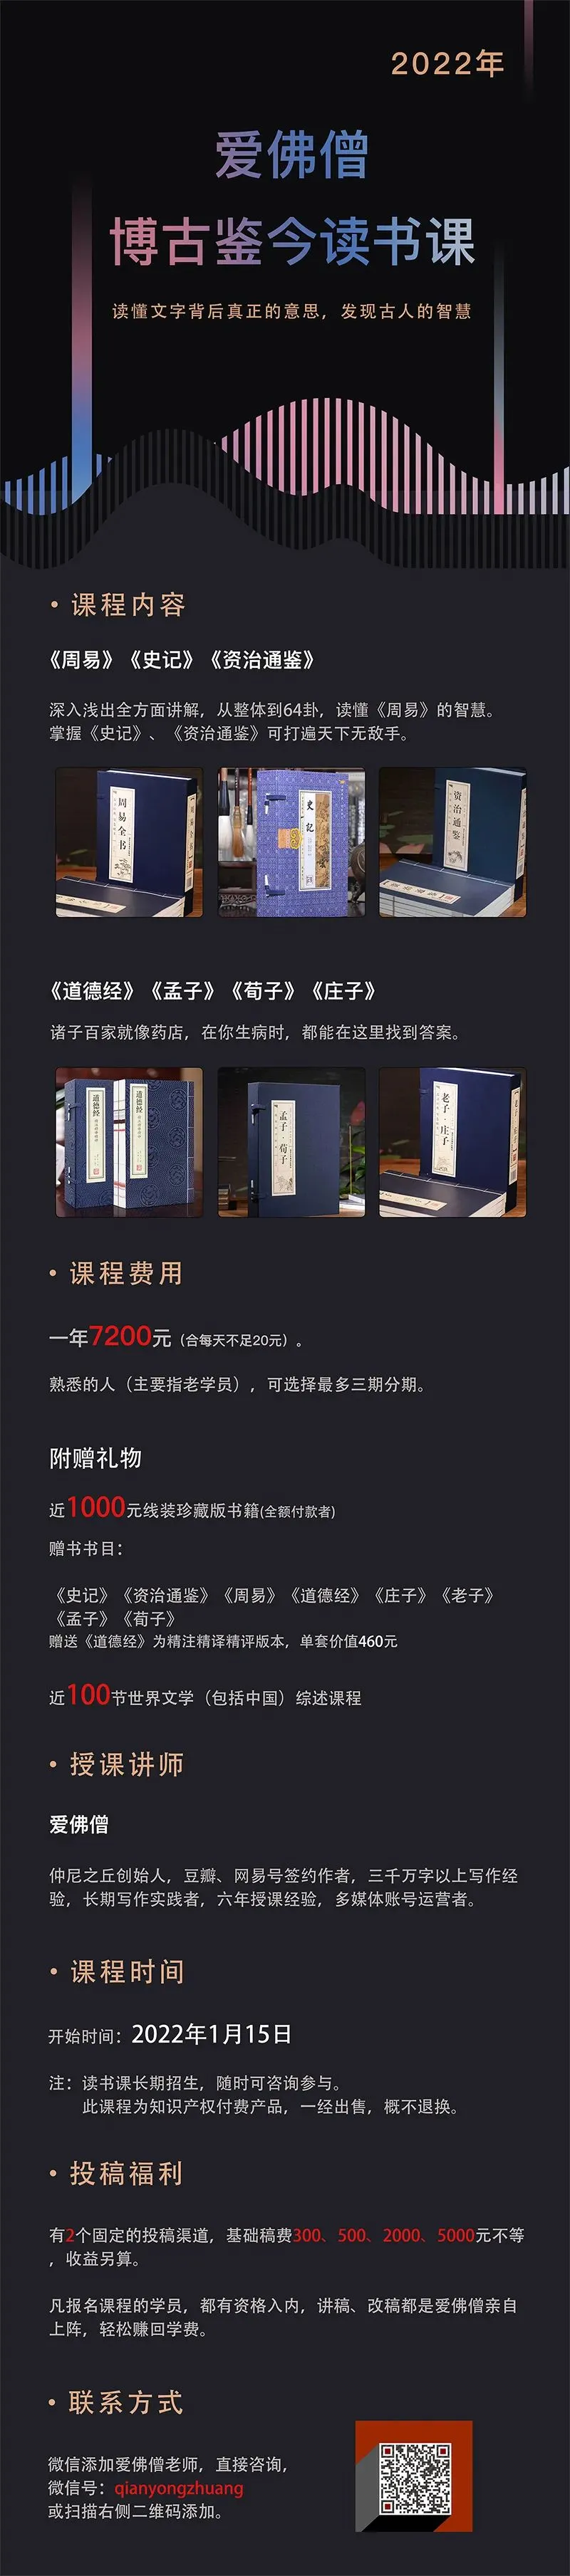 2022年
爱佛僧
博古鉴今读书课
读懂文字背后真正的意思，发现古人的智慧
·课程内容
《周易》《史记》《资治通鉴》
深入浅出全方面讲解，从整体到64卦，读懂《周易》的智慧。
掌握《史记》、《资治通鉴》可打遍天下无敌手。
周易全书
史记
资治通鉴
《道德经》《孟子》《荀子》《庄子》
诸子百家就像药店，在你生病时，都能在这里找到答案。
道德经
道德经
孟子·荀子
老子·庄子
·课程费用
一年7200元（合每天不足20元）。
熟悉的人（主要指老学员），可选择最多三期分期。
附赠礼物
近1000元线装珍藏版书籍(全额付款者)
赠书书目：
《史记》《资治通鉴》《周易》《道德经》《庄子》《老子》
《孟子》《荀子》
赠送《道德经》为精注精译精评版本，单套价值460元
近100节世界文学（包括中国）综述课程
·授课讲师
爱佛僧
仲尼之丘创始人，豆瓣、网易号签约作者，三千万字以上写作经
验，长期写作实践者，六年授课经验，多媒体账号运营者。
·课程时间
开始时间：2022年1月15日
注：读书课长期招生，随时可咨询参与。
此课程为知识产权付费产品，一经出售，概不退换。
·投稿福利
有2个固定的投稿渠道，基础稿费300、500、2000、5000元不等
，收益另算。
凡报名课程的学员，都有资格入内，讲稿、改稿都是爱佛僧亲自
上阵，轻松赚回学费。
·联系方式
微信添加爱佛僧老师，直接咨询，
微信号：qianyongzhuang
或扫描右侧二维码添加。